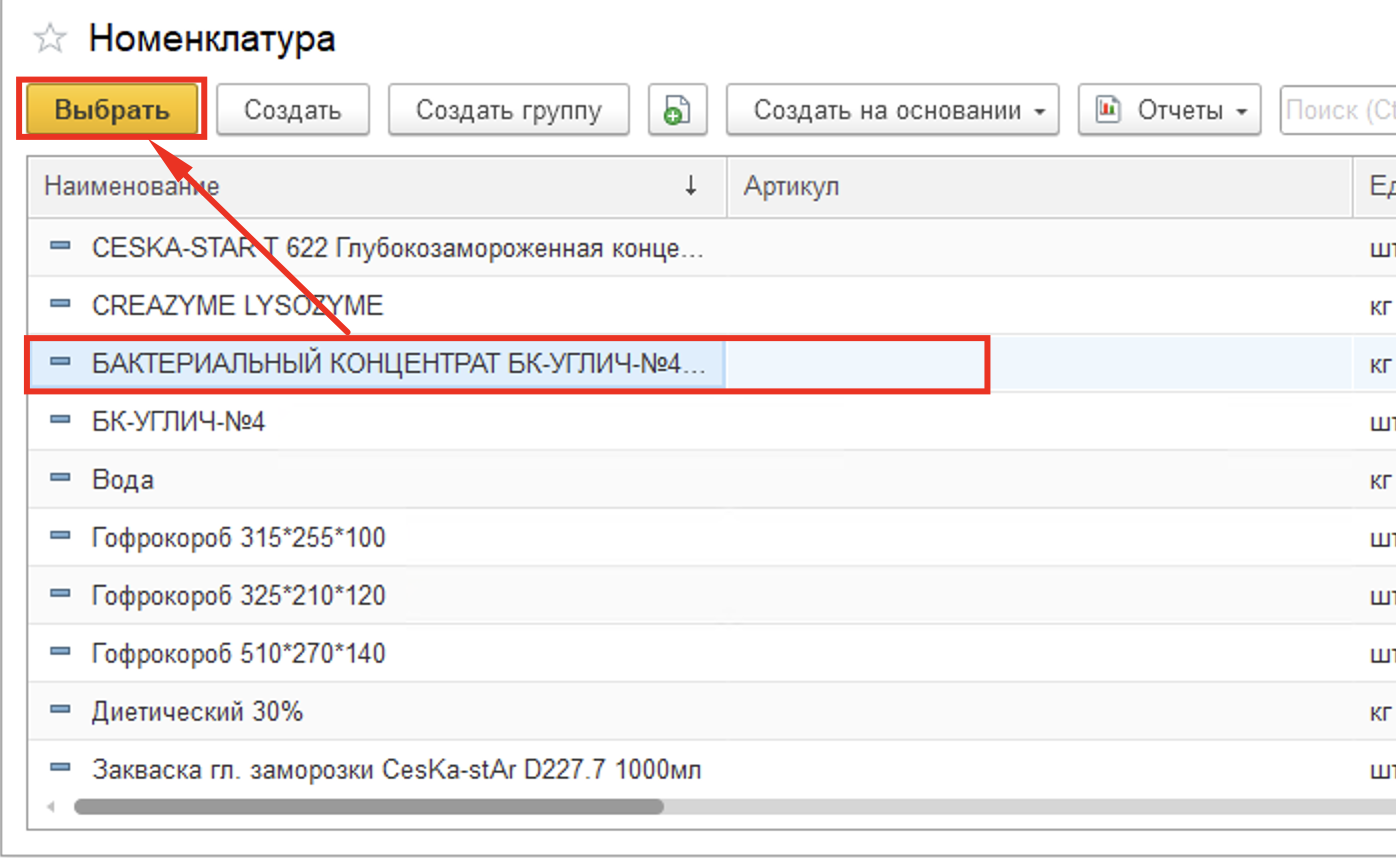 Номенклатура
Выбрать Создать Создать группу Создать на основании Отчеты Поиск (Ct
Наименование ↓ Артикул Ед
CESKA-STAR T 622 Глубокозамороженная конце... шт
CREAZYME LYSOZYME кг
БАКТЕРИАЛЬНЫЙ КОНЦЕНТРАТ БК-УГЛИЧ-№4... кг
БК-УГЛИЧ-№4 шт
Вода кг
Гофрокороб 315*255*100 шт
Гофрокороб 325*210*120 шт
Гофрокороб 510*270*140 шт
Диетический 30% кг
Закваска гл. заморозки CesKa-stAr D227.7 1000мл шт